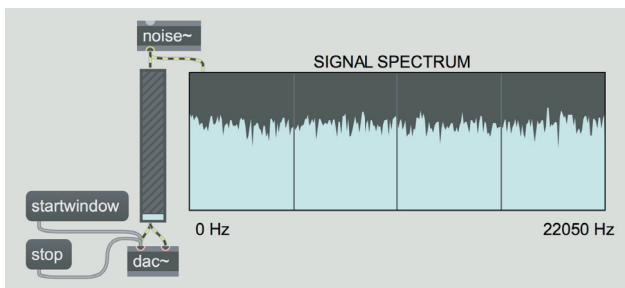 noise~
SIGNAL SPECTRUM
startwindow
0 Hz
22050 Hz
stop
dac~